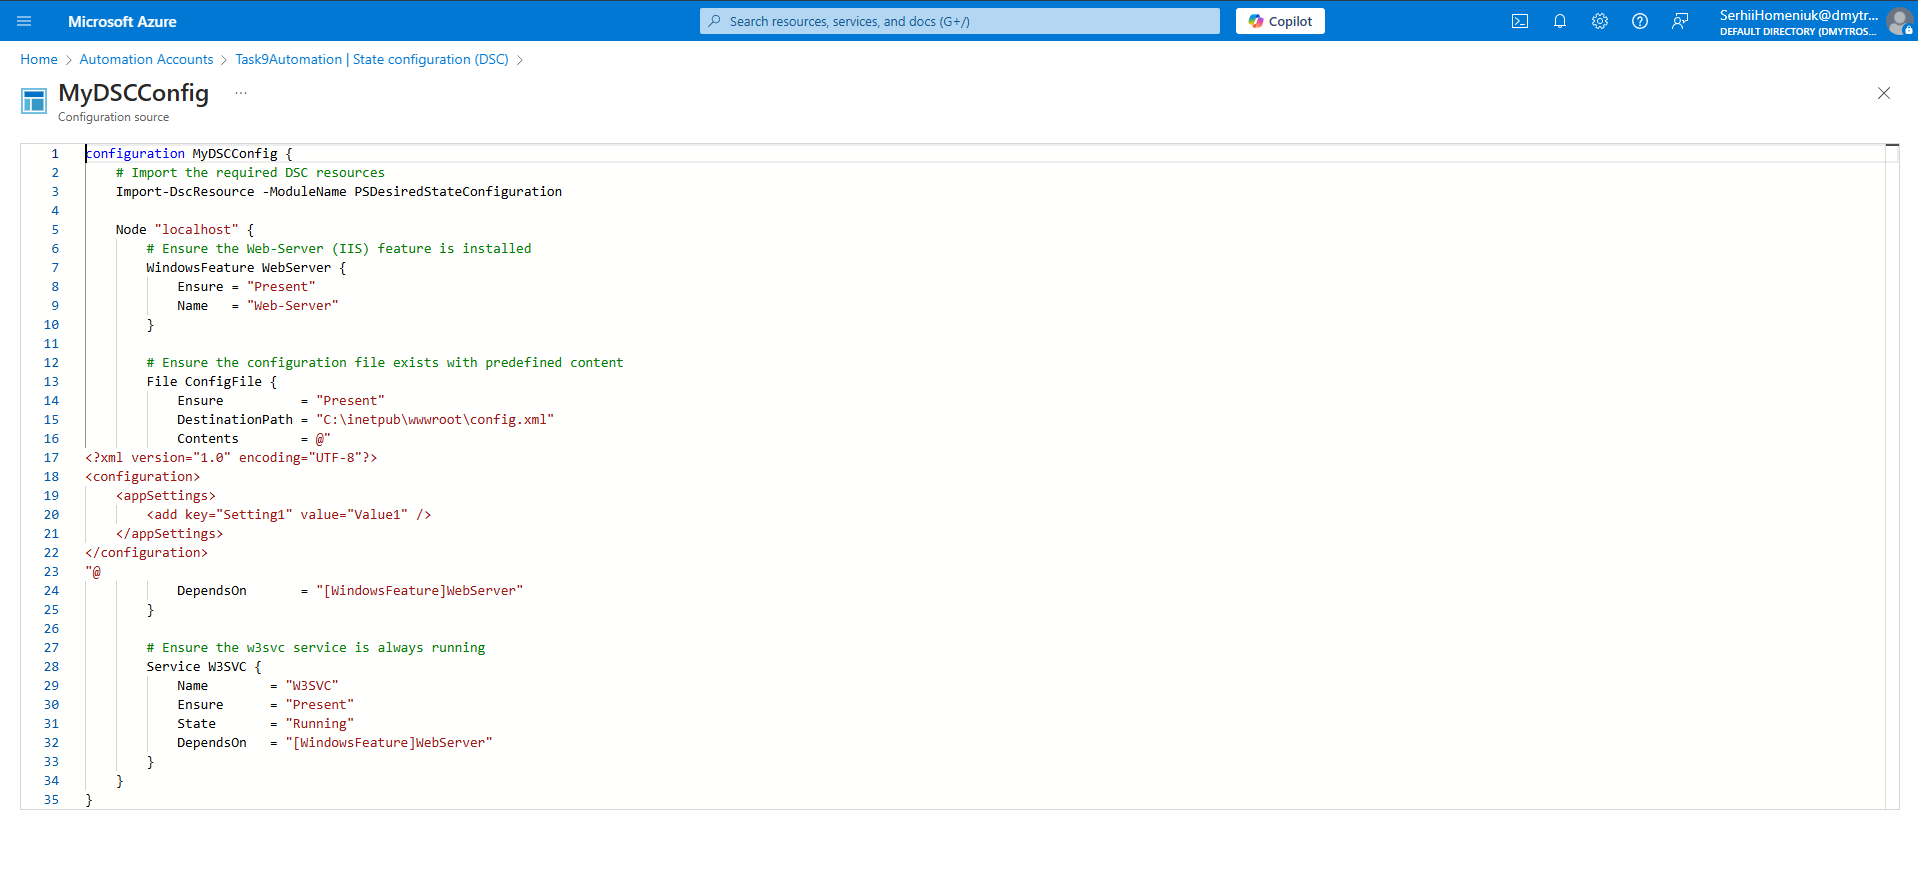 Microsoft Azure
Search resources, services, and docs (G+/)
Copilot
SerhiiHomeniuk@dmytr...
DEFAULT DIRECTORY (DMYTROS...
Home > Automation Accounts > Task9Automation | State configuration (DSC) >
MyDSCConfig ...
Configuration source
1 configuration MyDSCConfig {
2     # Import the required DSC resources
3     Import-DscResource -ModuleName PSDesiredStateConfiguration
4
5     Node "localhost" {
6         # Ensure the Web-Server (IIS) feature is installed
7         WindowsFeature WebServer {
8             Ensure = "Present"
9             Name   = "Web-Server"
10         }
11
12         # Ensure the configuration file exists with predefined content
13         File ConfigFile {
14             Ensure          = "Present"
15             DestinationPath = "C:\inetpub\wwwroot\config.xml"
16             Contents        = @"
17 <?xml version="1.0" encoding="UTF-8"?>
18 <configuration>
19     <appSettings>
20         <add key="Setting1" value="Value1" />
21     </appSettings>
22 </configuration>
23 "@
24             DependsOn       = "[WindowsFeature]WebServer"
25         }
26
27         # Ensure the w3svc service is always running
28         Service W3SVC {
29             Name        = "W3SVC"
30             Ensure      = "Present"
31             State       = "Running"
32             DependsOn   = "[WindowsFeature]WebServer"
33         }
34     }
35 }